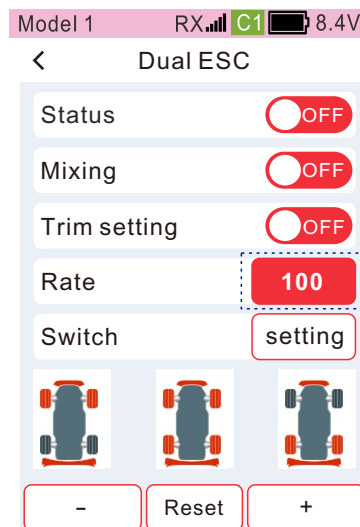 Model 1 RX C1 8.4V
< Dual ESC
Status OFF
Mixing OFF
Trim setting OFF
Rate 100
Switch setting
- Reset +